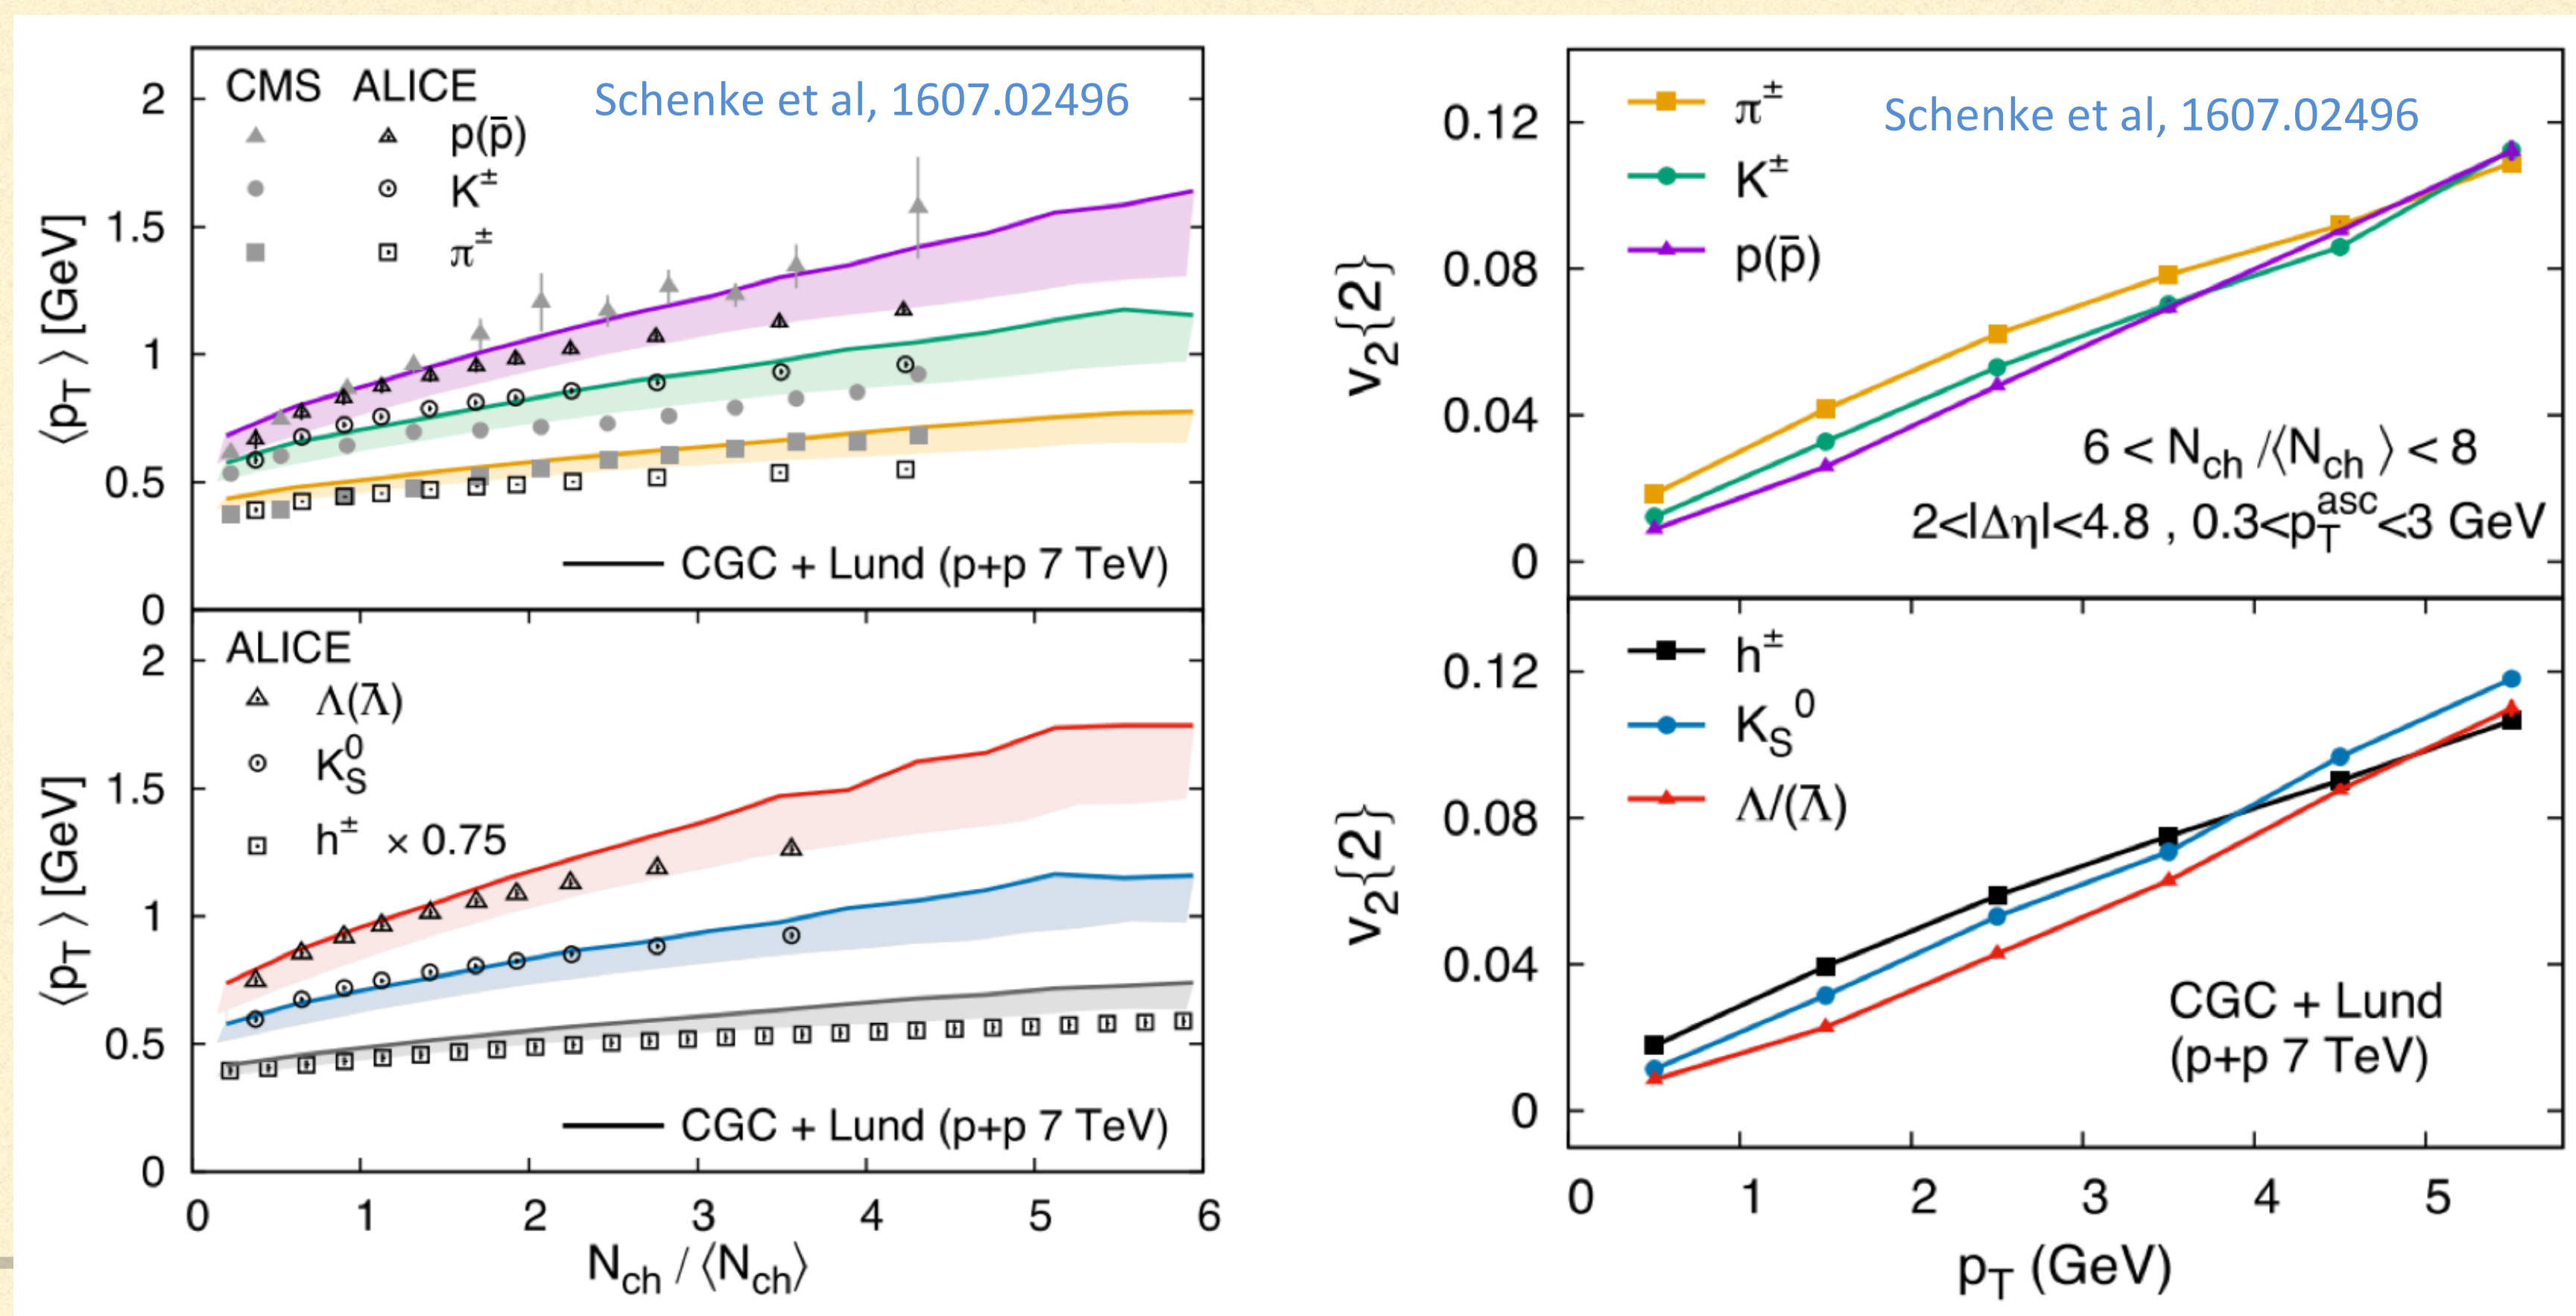 CMS ALICE
Schenke et al, 1607.02496
p(p̄)
K±
π±
⟨pT⟩ [GeV]
2
1.5
1
0.5
0
CGC + Lund (p+p 7 TeV)
ALICE
Λ(Λ̄)
K0S
h± × 0.75
⟨pT⟩ [GeV]
2
1.5
1
0.5
0
CGC + Lund (p+p 7 TeV)
0 1 2 3 4 5 6
Nch / ⟨Nch⟩
π±
Schenke et al, 1607.02496
K±
p(p̄)
v2{2}
0.12
0.08
0.04
0
6 < Nch /⟨Nch⟩ < 8
2<|Δη|<4.8 , 0.3<pTasc<3 GeV
h±
KS0
Λ/(Λ̄)
v2{2}
0.12
0.08
0.04
0
CGC + Lund
(p+p 7 TeV)
0 1 2 3 4 5
pT (GeV)